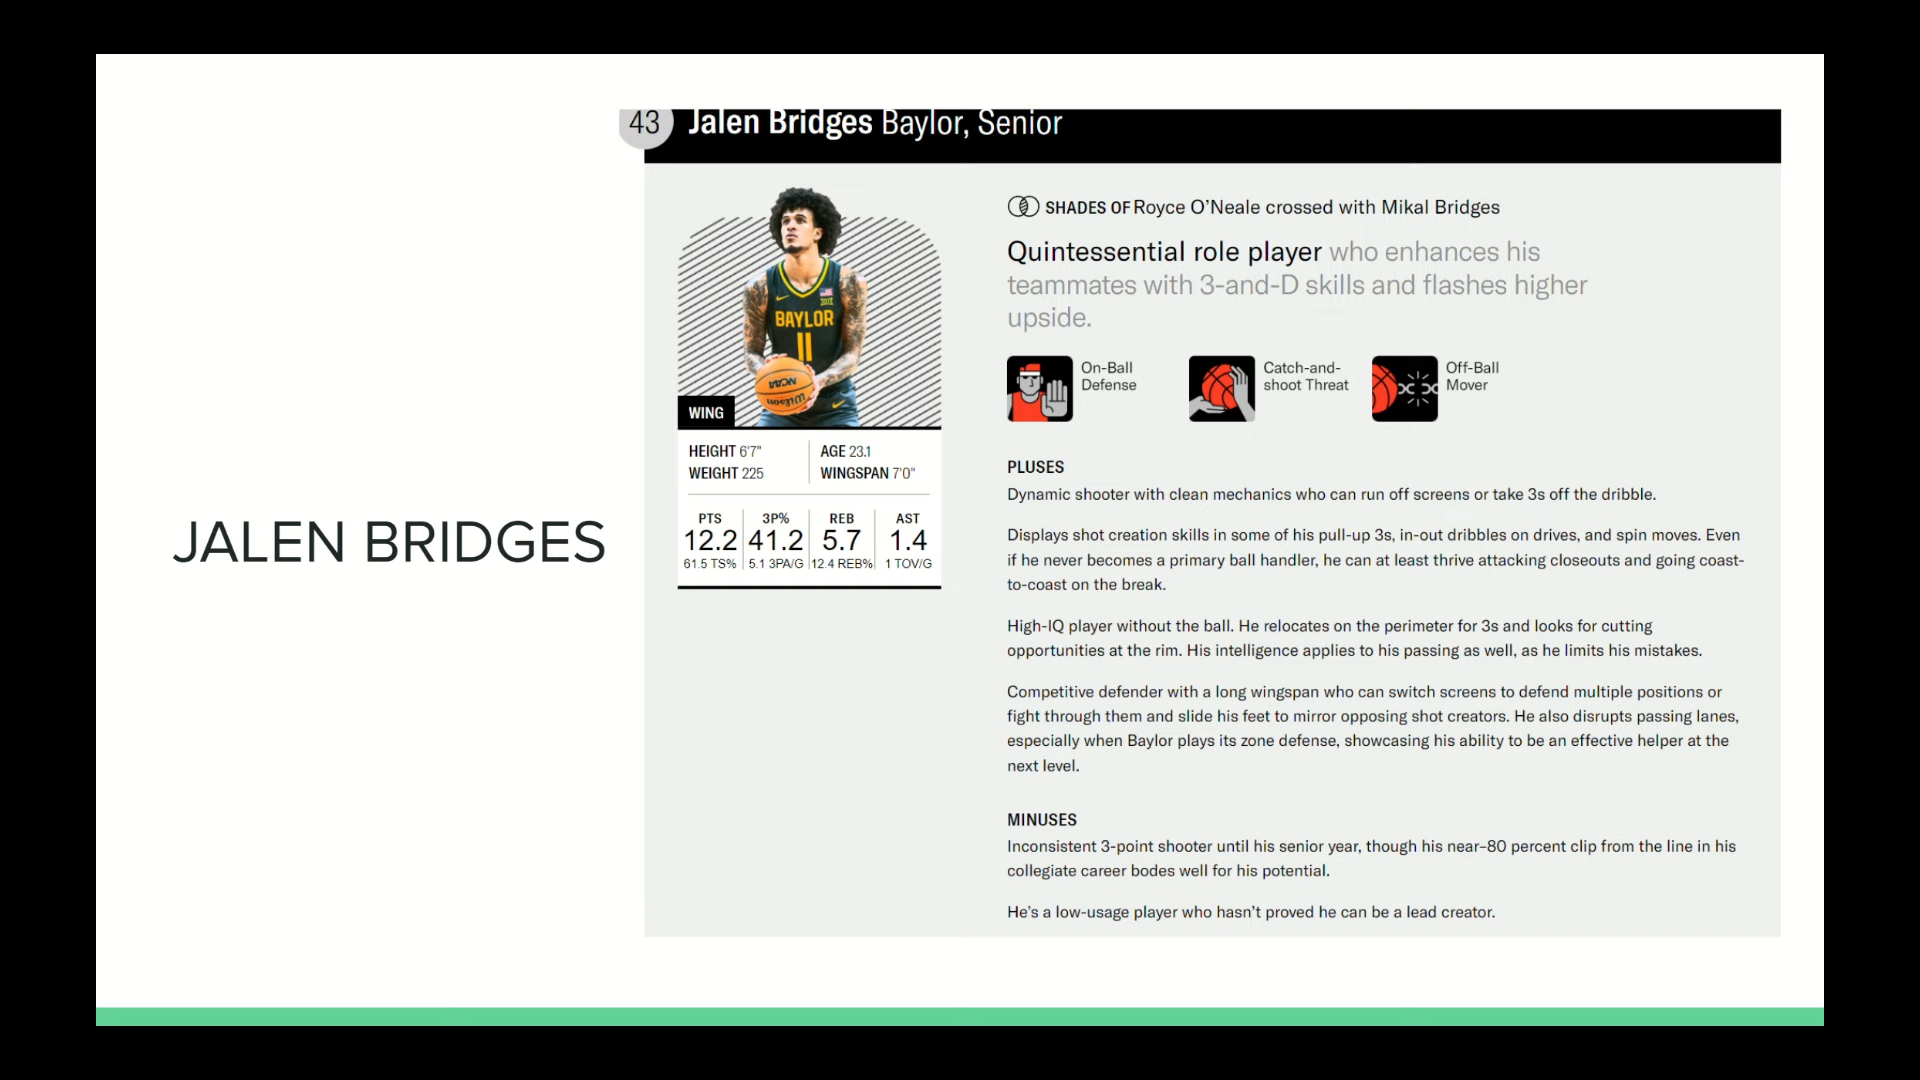 43 Jalen Bridges Baylor, Senior
JALEN BRIDGES
BAYLOR
11
NCAA
Wilson
WING
HEIGHT 6'7" AGE 23.1
WEIGHT 225 WINGSPAN 7'0"
PTS 3P% REB AST
12.2 41.2 5.7 1.4
61.5 TS% 5.1 3PA/G 12.4 REB% 1 TOV/G
SHADES OF Royce O’Neale crossed with Mikal Bridges
Quintessential role player who enhances his
teammates with 3-and-D skills and flashes higher
upside.
On-Ball
Defense
Catch-and-
shoot Threat
Off-Ball
Mover
PLUSES
Dynamic shooter with clean mechanics who can run off screens or take 3s off the dribble.
Displays shot creation skills in some of his pull-up 3s, in-out dribbles on drives, and spin moves. Even
if he never becomes a primary ball handler, he can at least thrive attacking closeouts and going coast-
to-coast on the break.
High-IQ player without the ball. He relocates on the perimeter for 3s and looks for cutting
opportunities at the rim. His intelligence applies to his passing as well, as he limits his mistakes.
Competitive defender with a long wingspan who can switch screens to defend multiple positions or
fight through them and slide his feet to mirror opposing shot creators. He also disrupts passing lanes,
especially when Baylor plays its zone defense, showcasing his ability to be an effective helper at the
next level.
MINUSES
Inconsistent 3-point shooter until his senior year, though his near–80 percent clip from the line in his
collegiate career bodes well for his potential.
He’s a low-usage player who hasn’t proved he can be a lead creator.